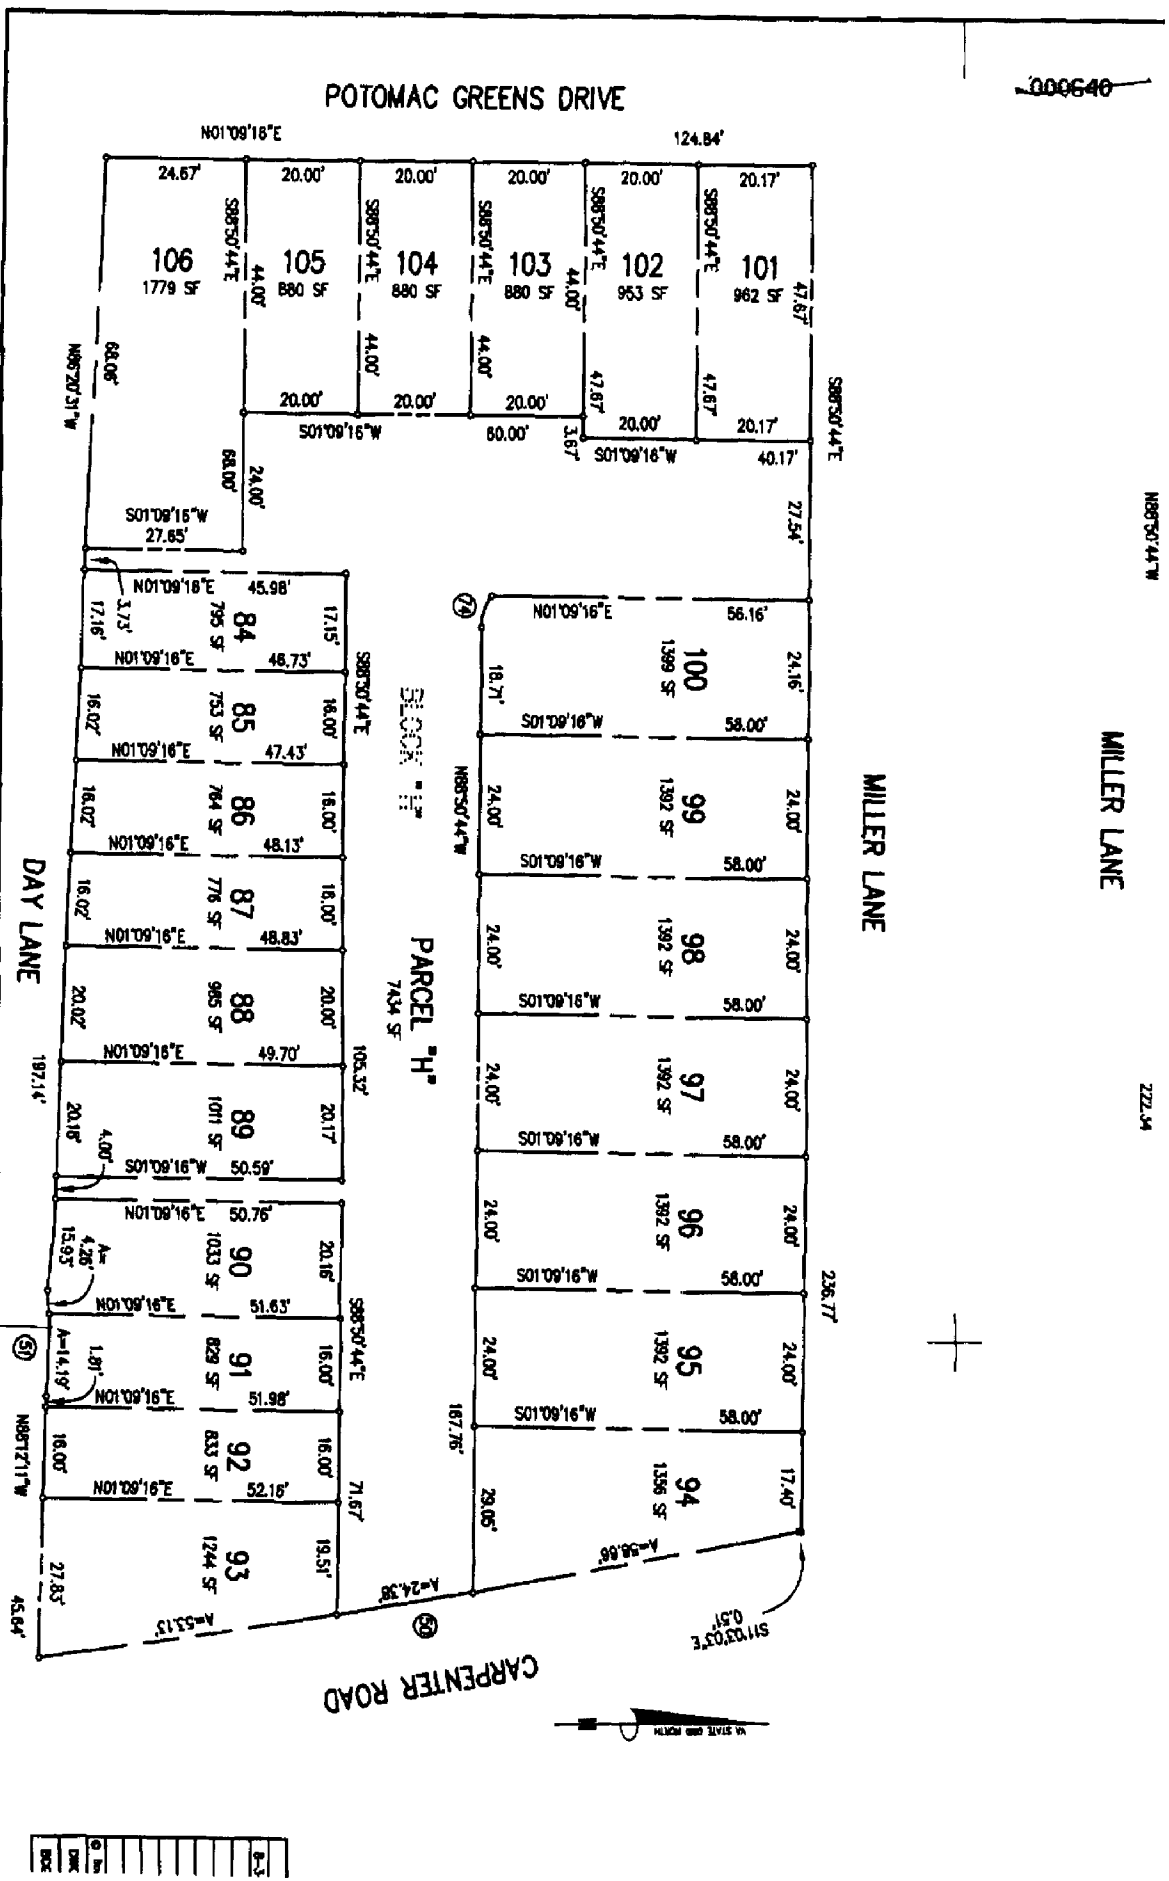 000640
POTOMAC GREENS DRIVE
N01°09'16"E
124.84'
24.67'
20.00'
20.00'
20.00'
20.00'
20.17'
S88°50'44"E
S88°50'44"E
S88°50'44"E
S88°50'44"E
S88°50'44"E
106
1779 SF
105
880 SF
104
880 SF
103
880 SF
102
953 SF
101
962 SF
44.00'
44.00'
44.00'
44.00'
47.67'
47.67'
47.67'
68.06'
N86°20'31"W
20.00'
20.00'
20.00'
20.00'
20.17'
S01°09'16"W
60.00'
3.67'
S01°09'16"W
40.17'
S88°50'44"E
27.54'
68.00'
24.00'
S01°09'16"W
27.65'
3.73'
N88°50'44"W
222.54
MILLER LANE
MILLER LANE
236.77'
N01°09'16"E
45.98'
17.16'
84
795 SF
17.15'
S88°50'44"E
N01°09'16"E
46.73'
16.02'
85
753 SF
16.00'
N01°09'16"E
47.43'
16.02'
86
764 SF
16.00'
N01°09'16"E
48.13'
16.02'
87
776 SF
16.00'
N01°09'16"E
48.83'
20.02'
88
985 SF
20.00'
N01°09'16"E
49.70'
20.18'
89
1011 SF
20.17'
105.32'
S01°09'16"W
50.59'
4.00'
N01°09'16"E
50.76'
A=
4.26'
15.93'
90
1033 SF
20.16'
N01°09'16"E
51.63'
A=14.19'
1.81'
91
829 SF
16.00'
S88°50'44"E
N01°09'16"E
51.98'
16.00'
92
833 SF
16.00'
71.67'
N01°09'16"E
52.16'
27.83'
93
1244 SF
19.51'
DAY LANE
197.14'
51
N88°12'11"W
45.64'
BLOCK "H"
PARCEL "H"
7434 SF
74
N01°09'16"E
56.16'
18.71'
100
1399 SF
24.16'
S01°09'16"W
58.00'
N88°50'44"W
24.00'
99
1392 SF
24.00'
S01°09'16"W
58.00'
24.00'
98
1392 SF
24.00'
S01°09'16"W
58.00'
24.00'
97
1392 SF
24.00'
S01°09'16"W
58.00'
24.00'
96
1392 SF
24.00'
S01°09'16"W
58.00'
24.00'
95
1392 SF
24.00'
S01°09'16"W
58.00'
167.76'
29.05'
94
1356 SF
17.40'
A=58.66'
A=24.38'
A=53.13'
50
S11°03'03"E
0.51'
CARPENTER ROAD
VA STATE GRID NORTH